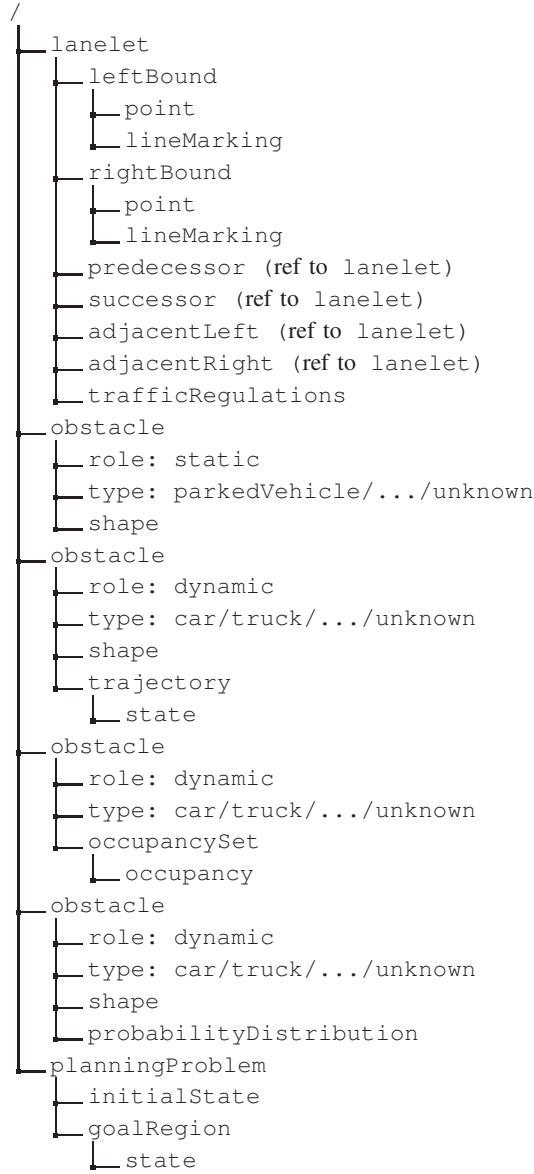 /
lanelet
leftBound
point
lineMarking
rightBound
point
lineMarking
predecessor (ref to lanelet)
successor (ref to lanelet)
adjacentLeft (ref to lanelet)
adjacentRight (ref to lanelet)
trafficRegulations
obstacle
role: static
type: parkedVehicle/.../unknown
shape
obstacle
role: dynamic
type: car/truck/.../unknown
shape
trajectory
state
obstacle
role: dynamic
type: car/truck/.../unknown
occupancySet
occupancy
obstacle
role: dynamic
type: car/truck/.../unknown
shape
probabilityDistribution
planningProblem
initialState
goalRegion
state